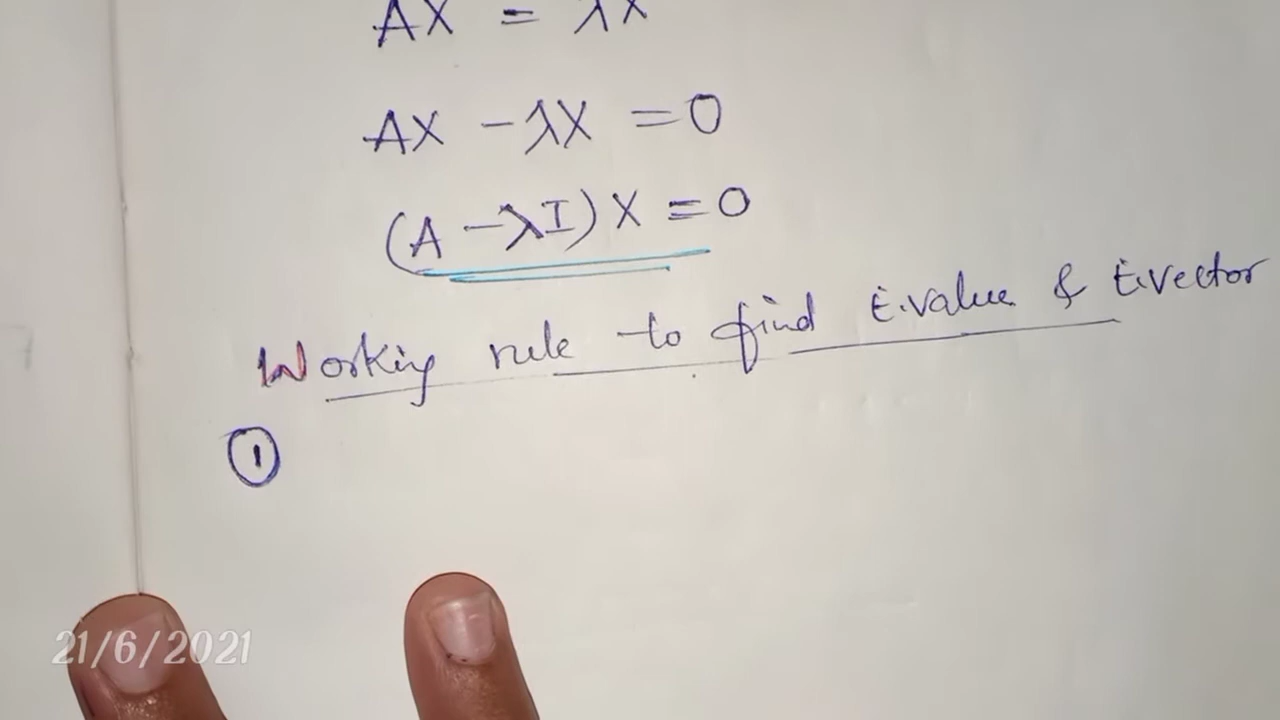 AX = λX
AX - λX = 0
(A - λI) X = 0
Working rule to find E.value & E.vector
①
21/6/2021